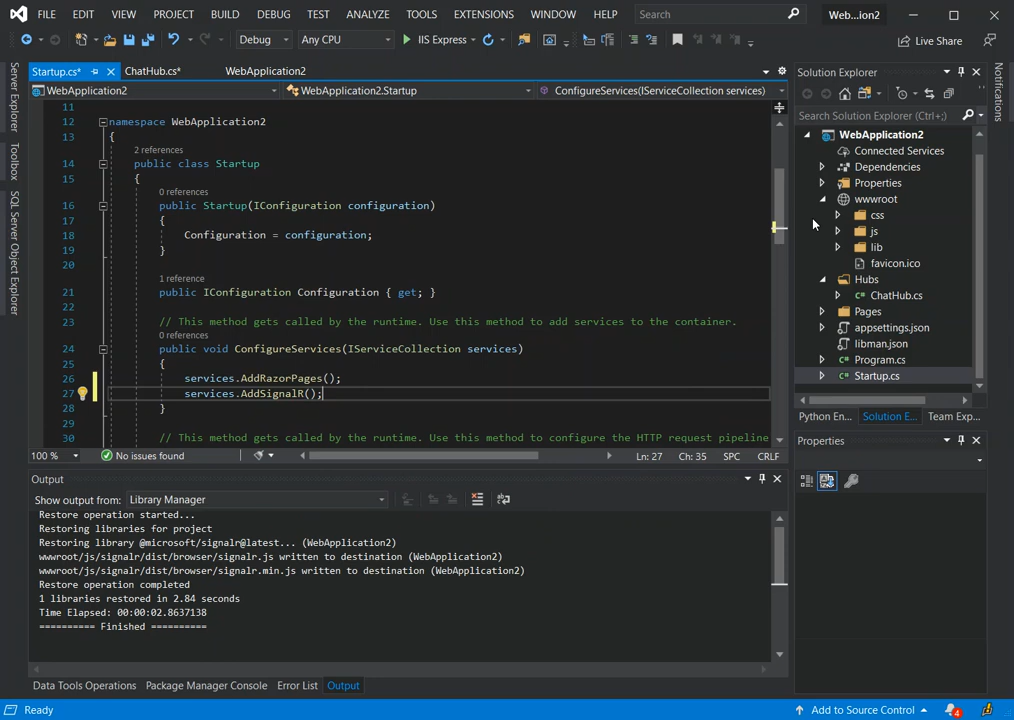 FILE EDIT VIEW PROJECT BUILD DEBUG TEST ANALYZE TOOLS EXTENSIONS WINDOW HELP Search Web...ion2
Debug Any CPU IIS Express Live Share
Server Explorer
Toolbox
SQL Server Object Explorer
Startup.cs* ChatHub.cs* WebApplication2
WebApplication2 WebApplication2.Startup ConfigureServices(IServiceCollection services)
11
12 namespace WebApplication2
13 {
2 references
14 public class Startup
15 {
0 references
16 public Startup(IConfiguration configuration)
17 {
18 Configuration = configuration;
19 }
20
1 reference
21 public IConfiguration Configuration { get; }
22
23 // This method gets called by the runtime. Use this method to add services to the container.
0 references
24 public void ConfigureServices(IServiceCollection services)
25 {
26 services.AddRazorPages();
27 services.AddSignalR();
28 }
29
30 // This method gets called by the runtime. Use this method to configure the HTTP request pipeline
100 % No issues found Ln: 27 Ch: 35 SPC CRLF
Output
Show output from: Library Manager
Restore operation started...
Restoring libraries for project
Restoring library @microsoft/signalr@latest... (WebApplication2)
wwwroot/js/signalr/dist/browser/signalr.js written to destination (WebApplication2)
wwwroot/js/signalr/dist/browser/signalr.min.js written to destination (WebApplication2)
Restore operation completed
1 libraries restored in 2.84 seconds
Time Elapsed: 00:00:02.8637138
========== Finished ==========
Data Tools Operations Package Manager Console Error List Output
Solution Explorer
Search Solution Explorer (Ctrl+;)
WebApplication2
Connected Services
Dependencies
Properties
wwwroot
css
js
lib
favicon.ico
Hubs
C# ChatHub.cs
Pages
appsettings.json
libman.json
C# Program.cs
C# Startup.cs
Python En... Solution E... Team Exp...
Properties
Notifications
Ready Add to Source Control 4